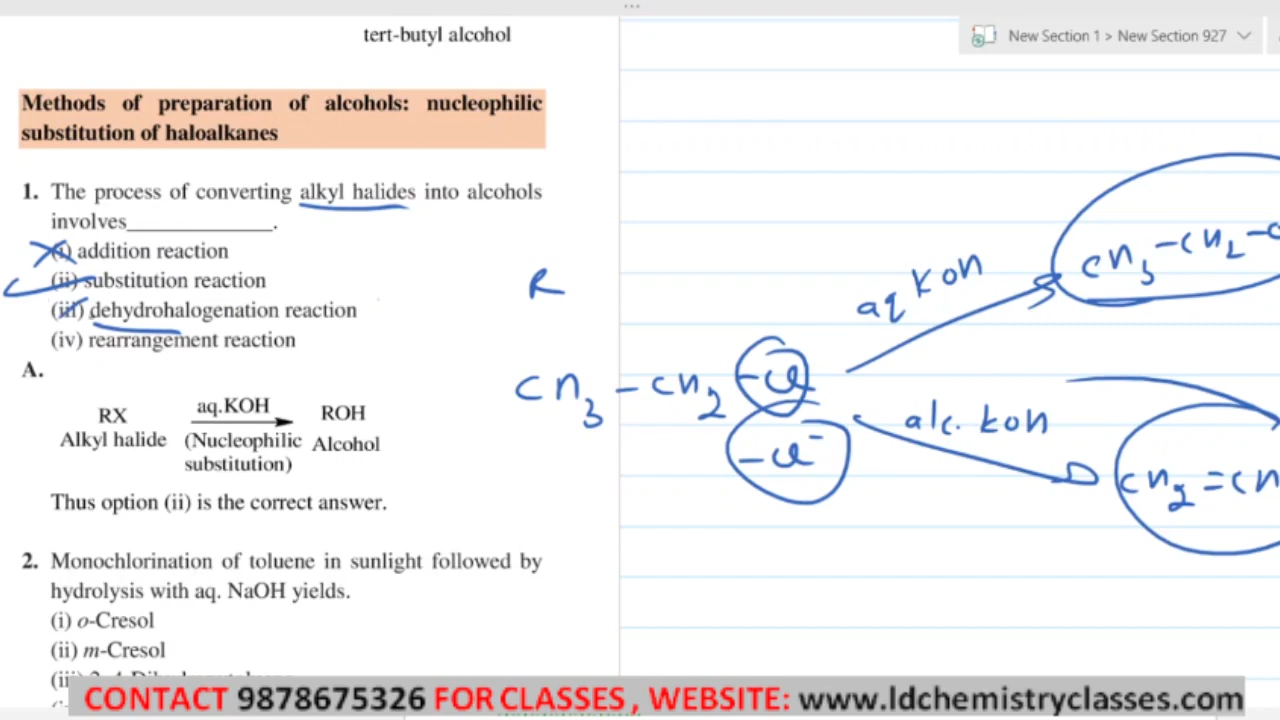 ...
tert-butyl alcohol
New Section 1 > New Section 927
Methods of preparation of alcohols: nucleophilic
substitution of haloalkanes
1. The process of converting alkyl halides into alcohols
involves_____________.
(i) addition reaction
(ii) substitution reaction
(iii) dehydrohalogenation reaction
(iv) rearrangement reaction
A.
RX aq.KOH ROH
Alkyl halide (Nucleophilic Alcohol
substitution)
Thus option (ii) is the correct answer.
2. Monochlorination of toluene in sunlight followed by
hydrolysis with aq. NaOH yields.
(i) o-Cresol
(ii) m-Cresol
R
aq KOH
CH3-CH2-
CH3-CH2-Cl
-Cl-
alc. KOH
CH2=CH
CONTACT 9878675326 FOR CLASSES , WEBSITE: www.ldchemistryclasses.com